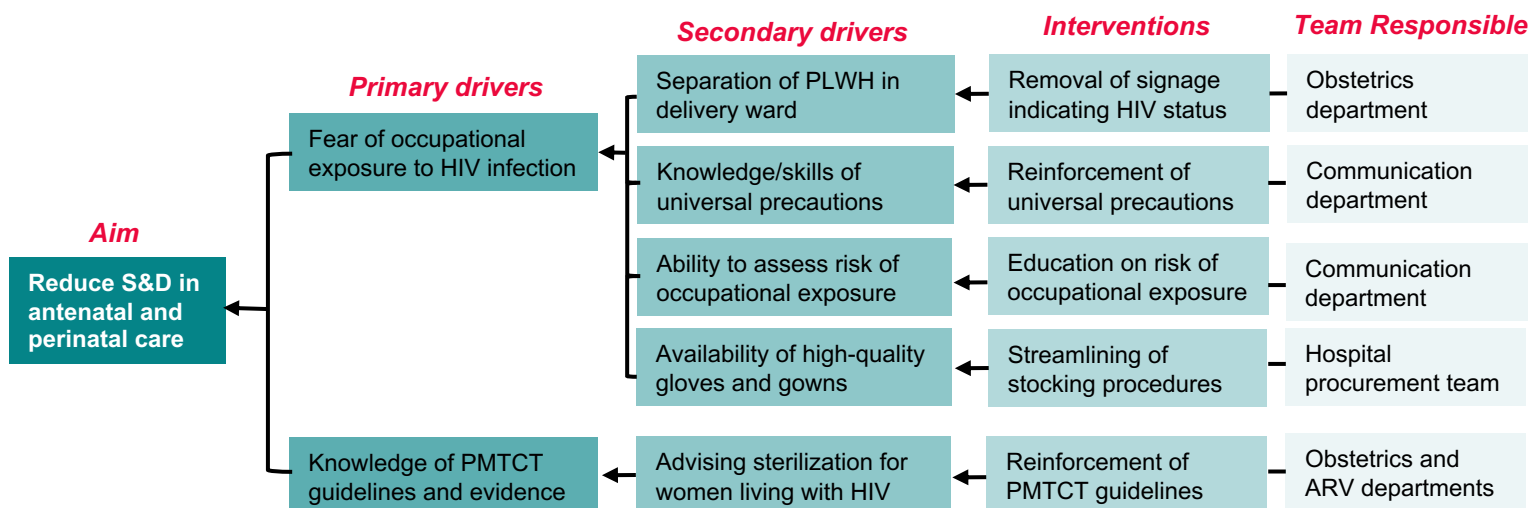 Secondary drivers
Interventions
Team Responsible
Primary drivers
Aim
Reduce S&D in
antenatal and
perinatal care
Fear of occupational
exposure to HIV infection
Separation of PLWH in
delivery ward
Removal of signage
indicating HIV status
Obstetrics
department
Knowledge/skills of
universal precautions
Reinforcement of
universal precautions
Communication
department
Ability to assess risk of
occupational exposure
Education on risk of
occupational exposure
Communication
department
Availability of high-quality
gloves and gowns
Streamlining of
stocking procedures
Hospital
procurement team
Knowledge of PMTCT
guidelines and evidence
Advising sterilization for
women living with HIV
Reinforcement of
PMTCT guidelines
Obstetrics and
ARV departments